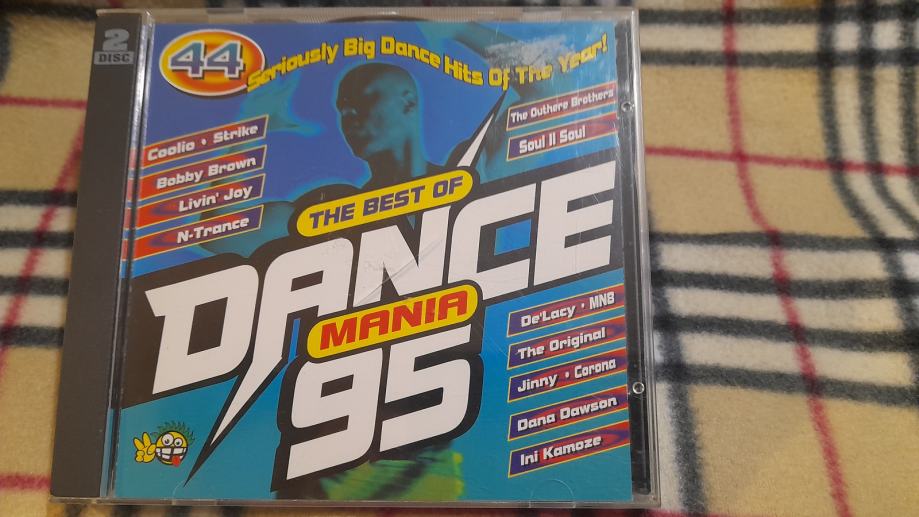 2
DISC
44
Seriously Big Dance Hits Of The Year!
The Outhere Brothers
Soul II Soul
Coolio • Strike
Bobby Brown
Livin' Joy
N-Trance
THE BEST OF
DANCE
MANIA
95
De'Lacy • MN8
The Original
Jinny • Corona
Dana Dawson
Ini Kamoze